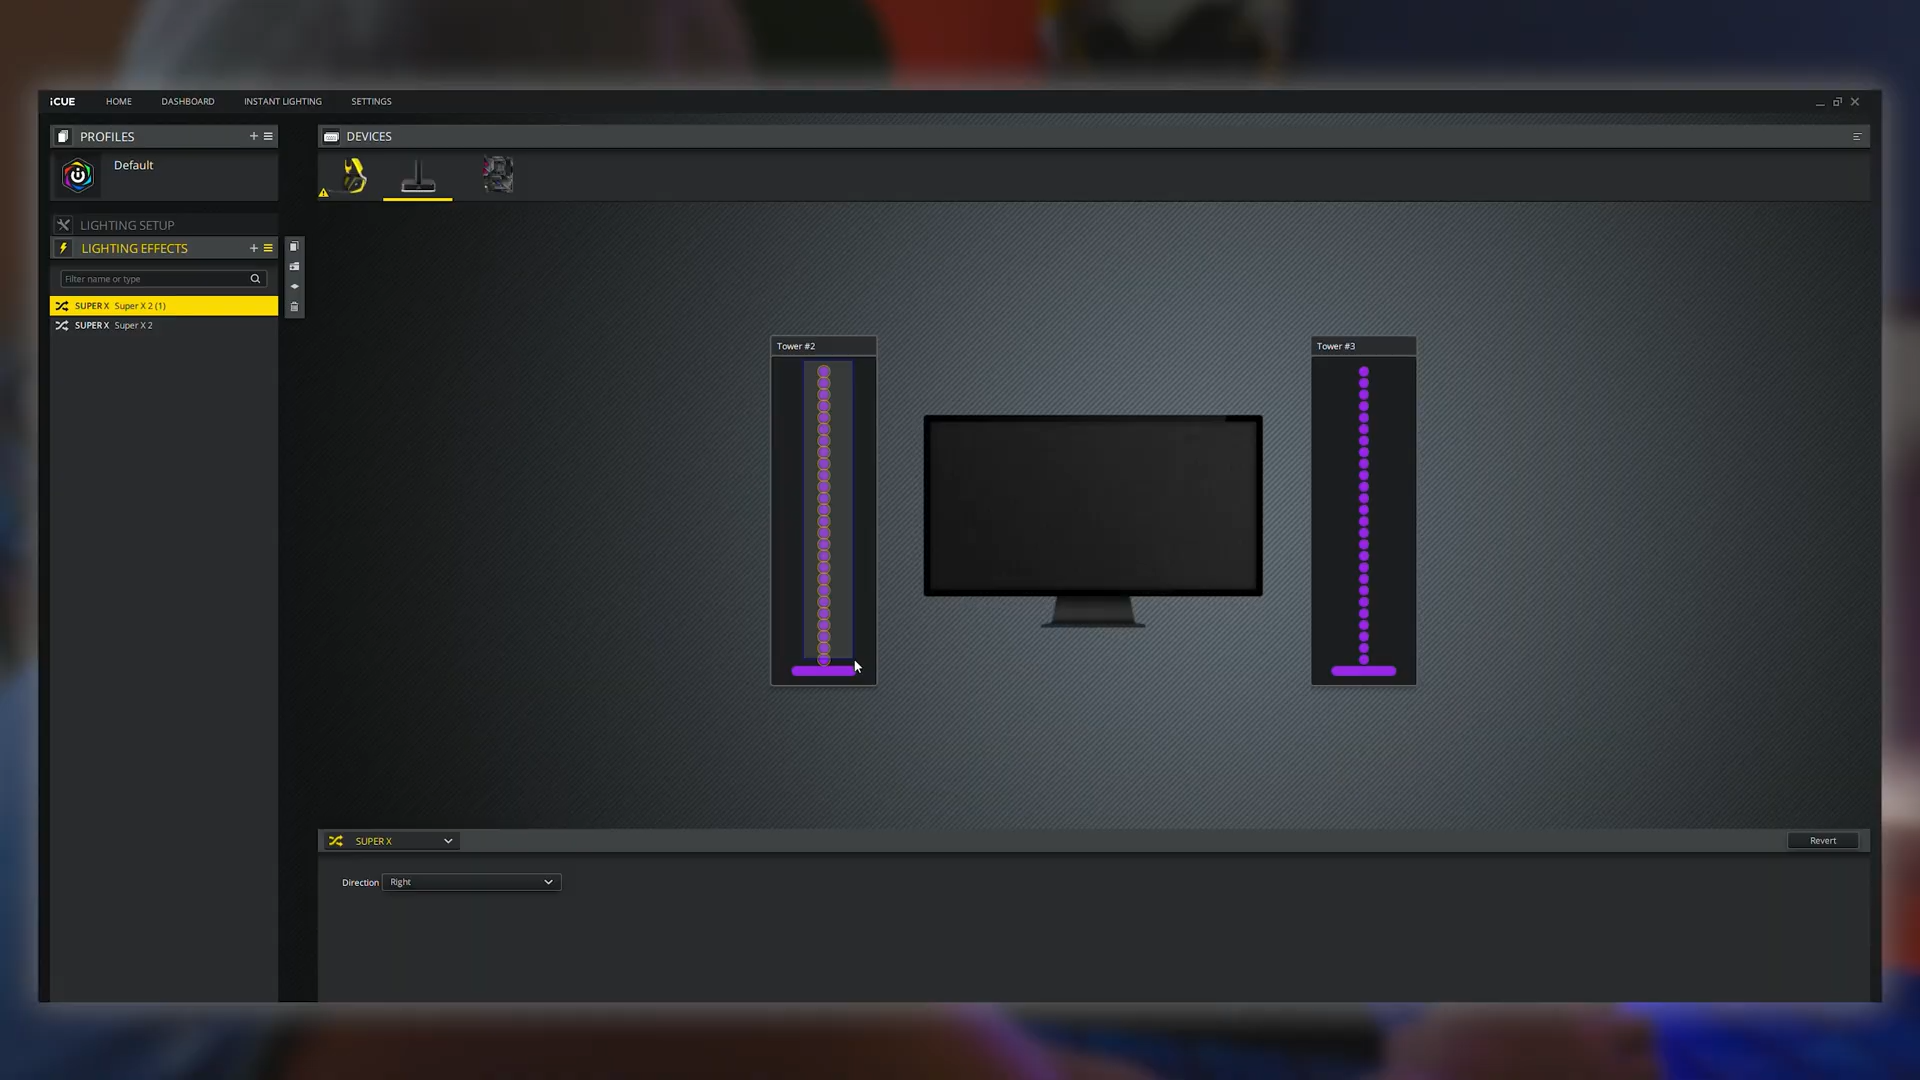 iCUE HOME DASHBOARD INSTANT LIGHTING SETTINGS
PROFILES
Default
LIGHTING SETUP
LIGHTING EFFECTS
Filter name or type
SUPER X Super X 2 (1)
SUPER X Super X 2
DEVICES
Tower #2
Tower #3
SUPER X
Revert
Direction Right